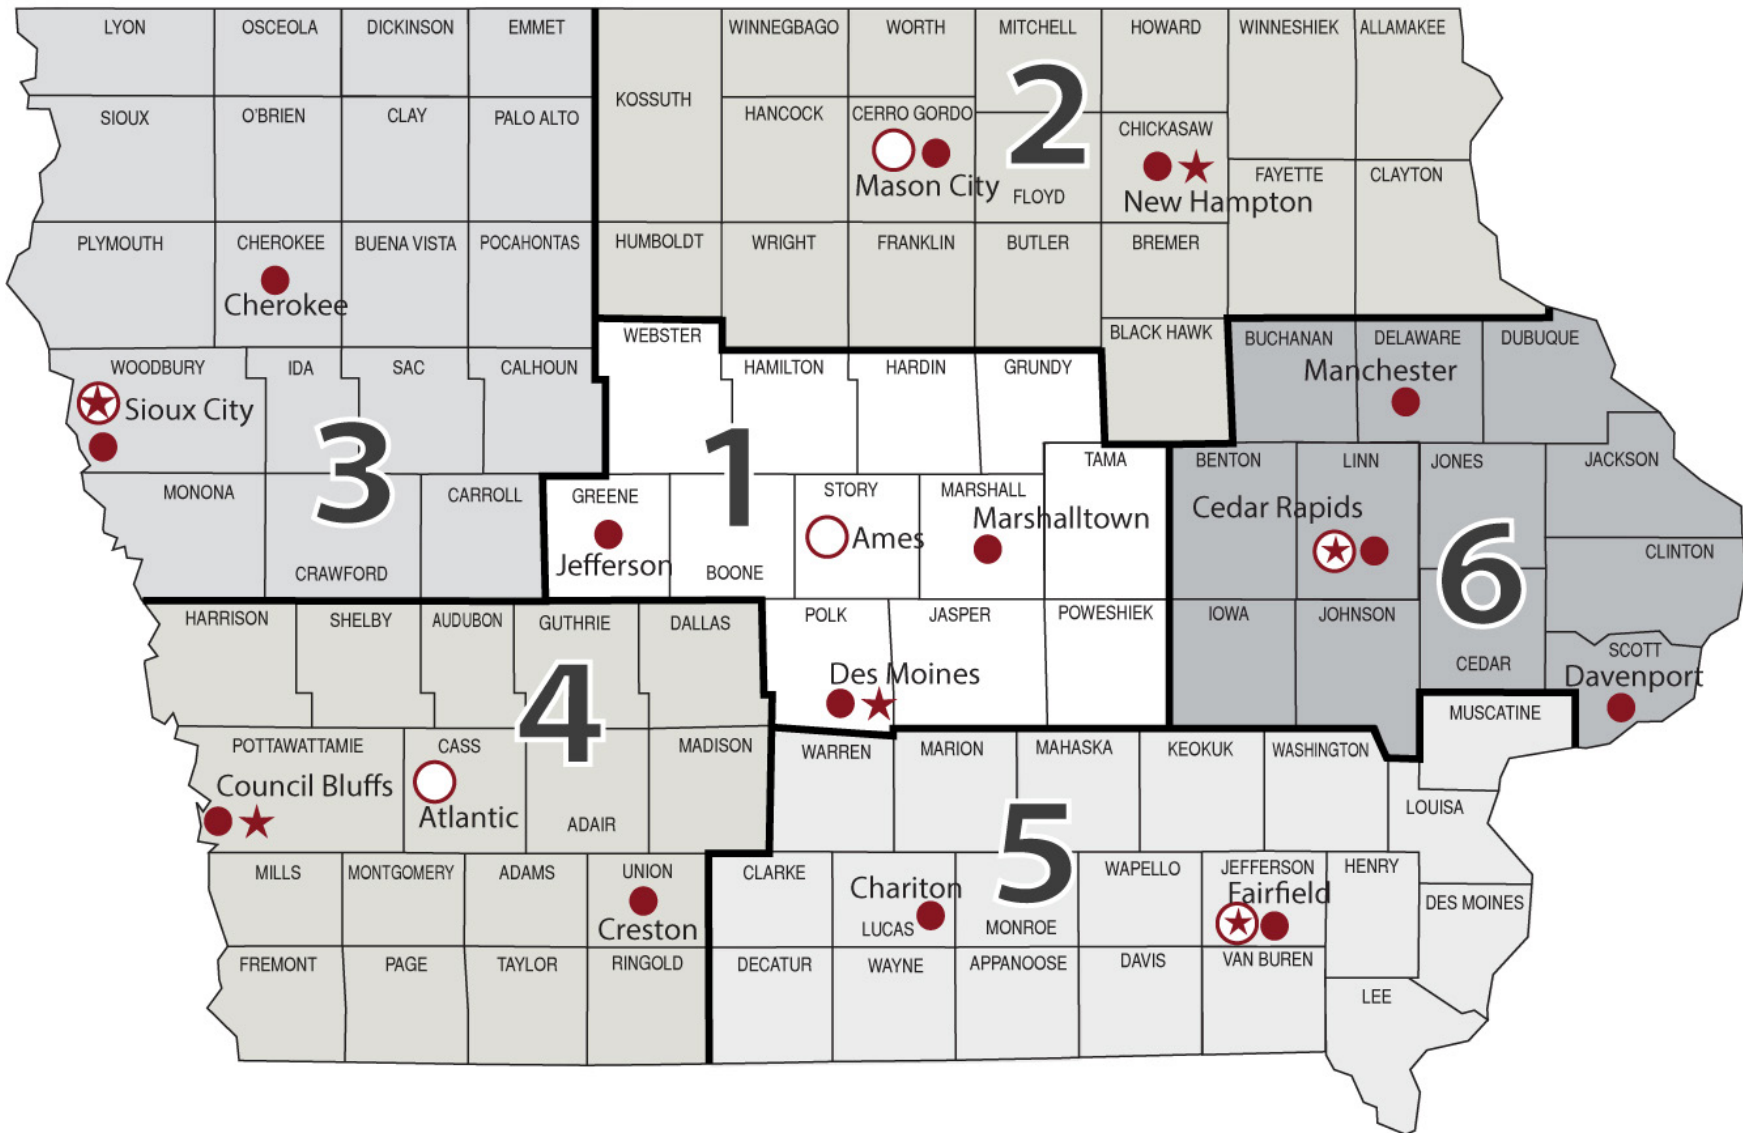 LYON OSCEOLA DICKINSON EMMET WINNEGBAGO WORTH MITCHELL HOWARD WINNESHIEK ALLAMAKEE
KOSSUTH
2
SIOUX O'BRIEN CLAY PALO ALTO HANCOCK CERRO GORDO CHICKASAW
Mason City FLOYD New Hampton FAYETTE CLAYTON
PLYMOUTH CHEROKEE BUENA VISTA POCAHONTAS HUMBOLDT WRIGHT FRANKLIN BUTLER BREMER
Cherokee
WEBSTER BLACK HAWK BUCHANAN DELAWARE DUBUQUE
WOODBURY IDA SAC CALHOUN HAMILTON HARDIN GRUNDY Manchester
Sioux City
3 1
TAMA BENTON LINN JONES JACKSON
MONONA CARROLL GREENE STORY MARSHALL Cedar Rapids
Marshalltown
Ames
CLINTON
Jefferson BOONE
CRAWFORD
6
HARRISON SHELBY AUDUBON GUTHRIE DALLAS POLK JASPER POWESHIEK IOWA JOHNSON
CEDAR SCOTT
Des Moines Davenport
4
MUSCATINE
POTTAWATTAMIE CASS MADISON WARREN MARION MAHASKA KEOKUK WASHINGTON
Council Bluffs
Atlantic ADAIR LOUISA
5
MILLS MONTGOMERY ADAMS UNION CLARKE WAPELLO JEFFERSON HENRY
Chariton Fairfield
Creston LUCAS MONROE DES MOINES
FREMONT PAGE TAYLOR RINGOLD DECATUR WAYNE APPANOOSE DAVIS VAN BUREN
LEE